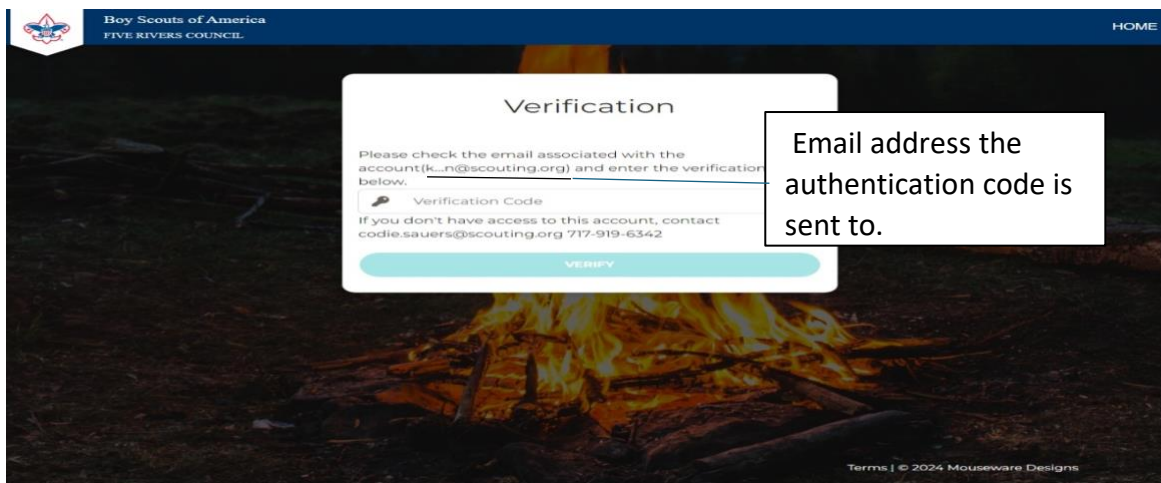 Boy Scouts of America
FIVE RIVERS COUNCIL
HOME
Verification
Please check the email associated with the
account(k...n@scouting.org) and enter the verification
below.
Verification Code
If you don't have access to this account, contact
codie.sauers@scouting.org 717-919-6342
VERIFY
Email address the
authentication code is
sent to.
Terms | © 2024 Mouseware Designs